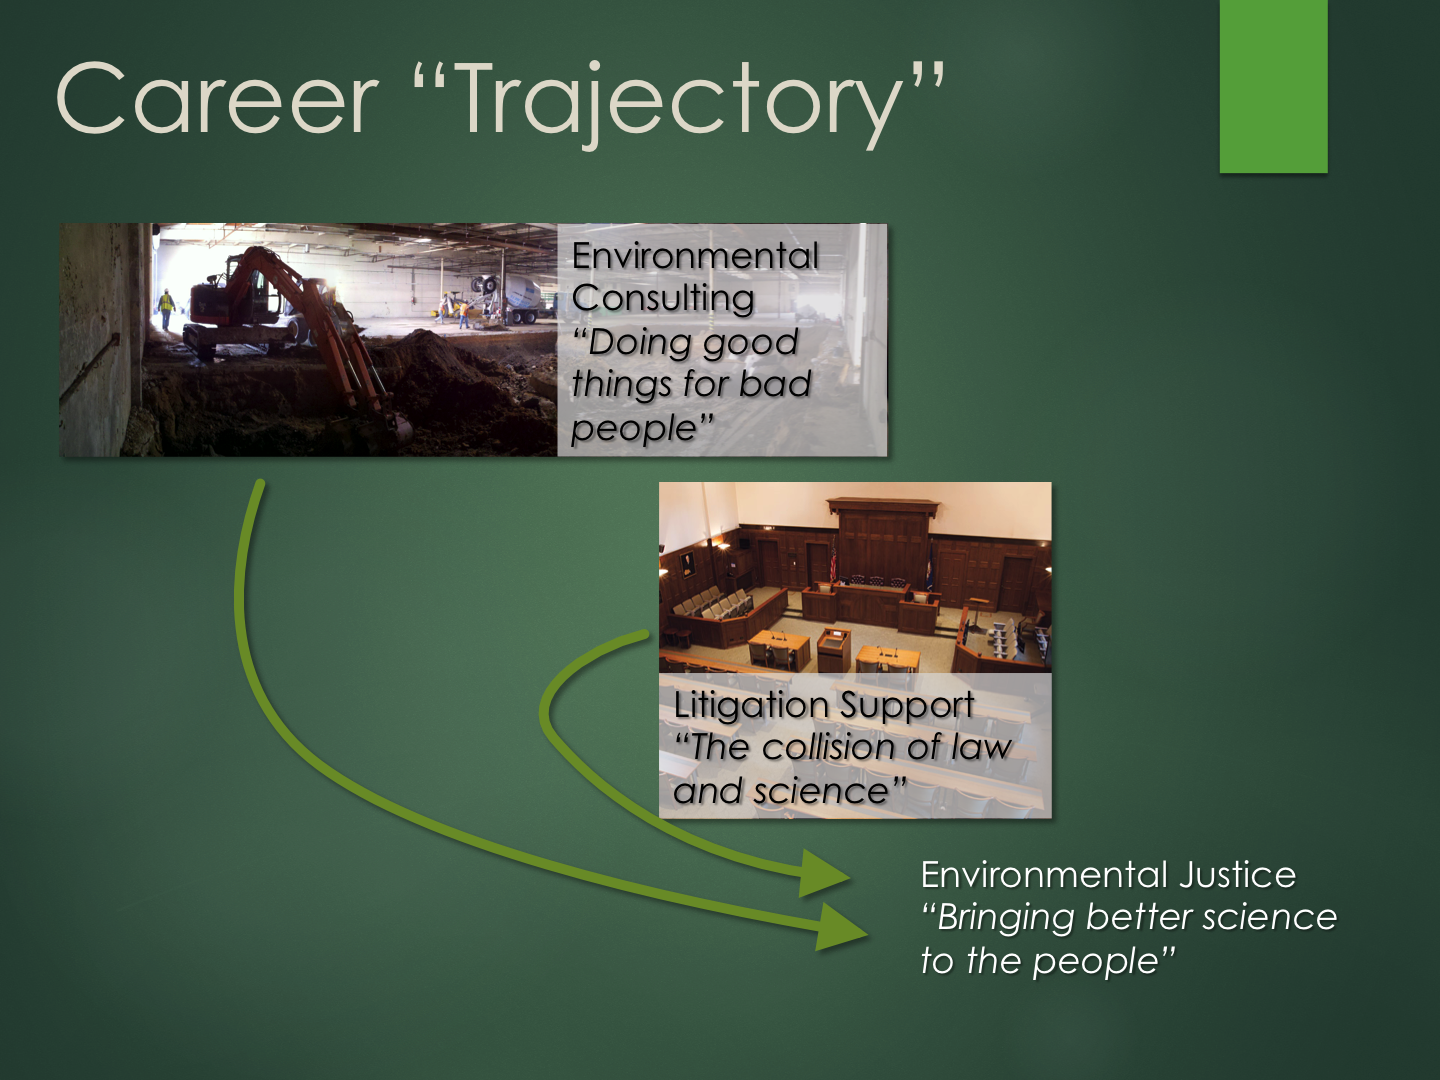 Career “Trajectory”
Environmental
Consulting
“Doing good
things for bad
people”
Litigation Support
“The collision of law
and science”
Environmental Justice
“Bringing better science
to the people”